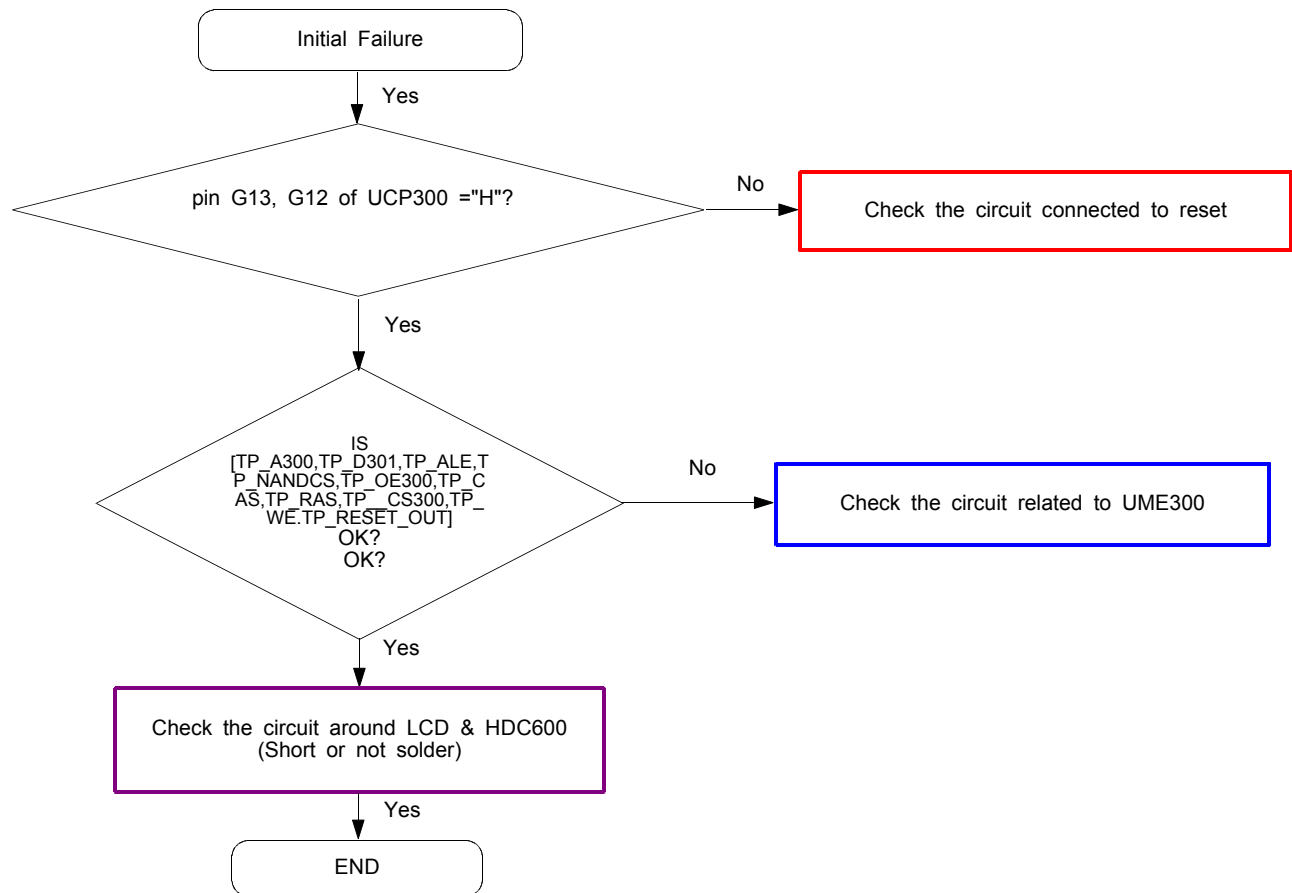 Initial Failure
Yes
pin G13, G12 of UCP300 ="H"?
No
Check the circuit connected to reset
Yes
IS
[TP_A300,TP_D301,TP_ALE,T
P_NANDCS,TP_OE300,TP_C
AS,TP_RAS,TP__CS300,TP_
WE.TP_RESET_OUT]
OK?
OK?
No
Check the circuit related to UME300
Yes
Check the circuit around LCD & HDC600
(Short or not solder)
Yes
END